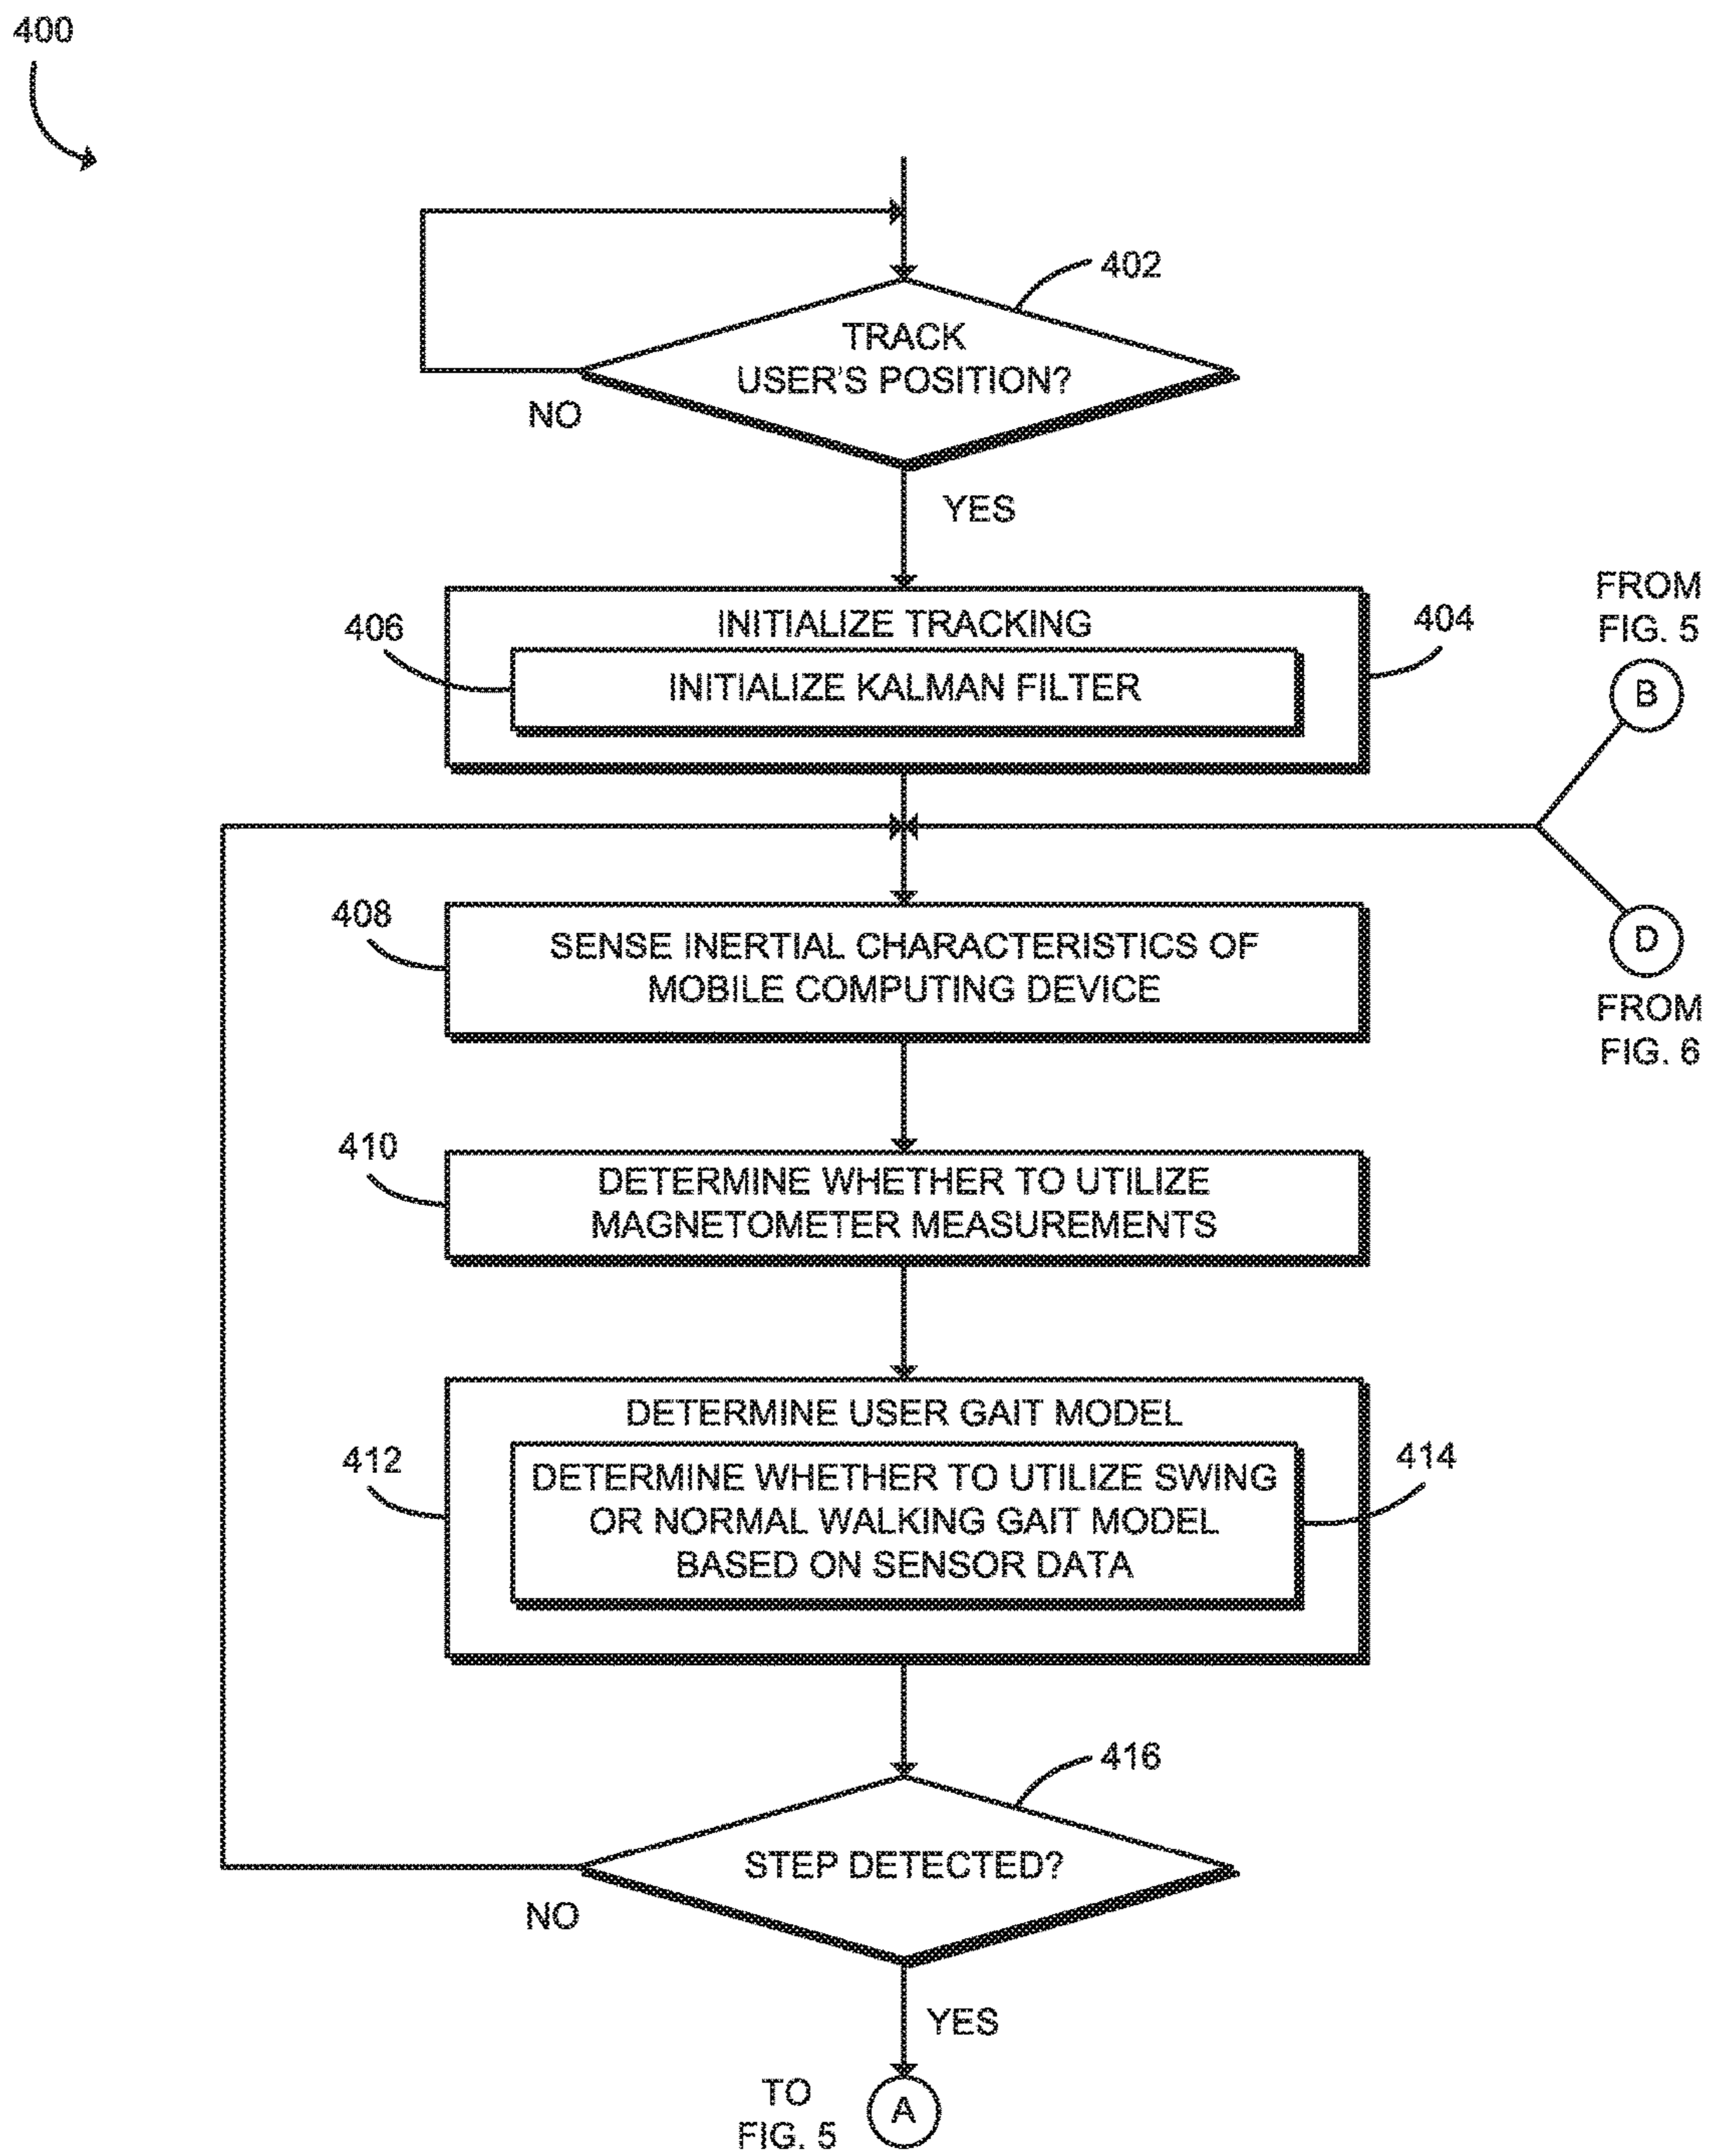 400
402
TRACK
USER'S POSITION?
NO
YES
FROM
FIG. 5
B
404
406
INITIALIZE TRACKING
INITIALIZE KALMAN FILTER
408
SENSE INERTIAL CHARACTERISTICS OF
MOBILE COMPUTING DEVICE
D
FROM
FIG. 6
410
DETERMINE WHETHER TO UTILIZE
MAGNETOMETER MEASUREMENTS
DETERMINE USER GAIT MODEL
412
414
DETERMINE WHETHER TO UTILIZE SWING
OR NORMAL WALKING GAIT MODEL
BASED ON SENSOR DATA
416
STEP DETECTED?
NO
YES
TO
FIG. 5
A